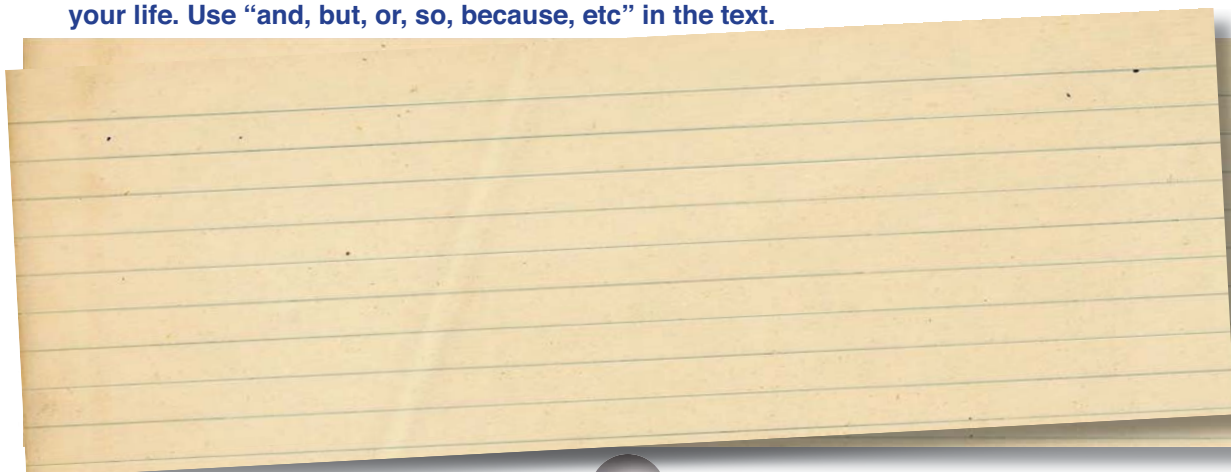 your life. Use “and, but, or, so, because, etc” in the text.